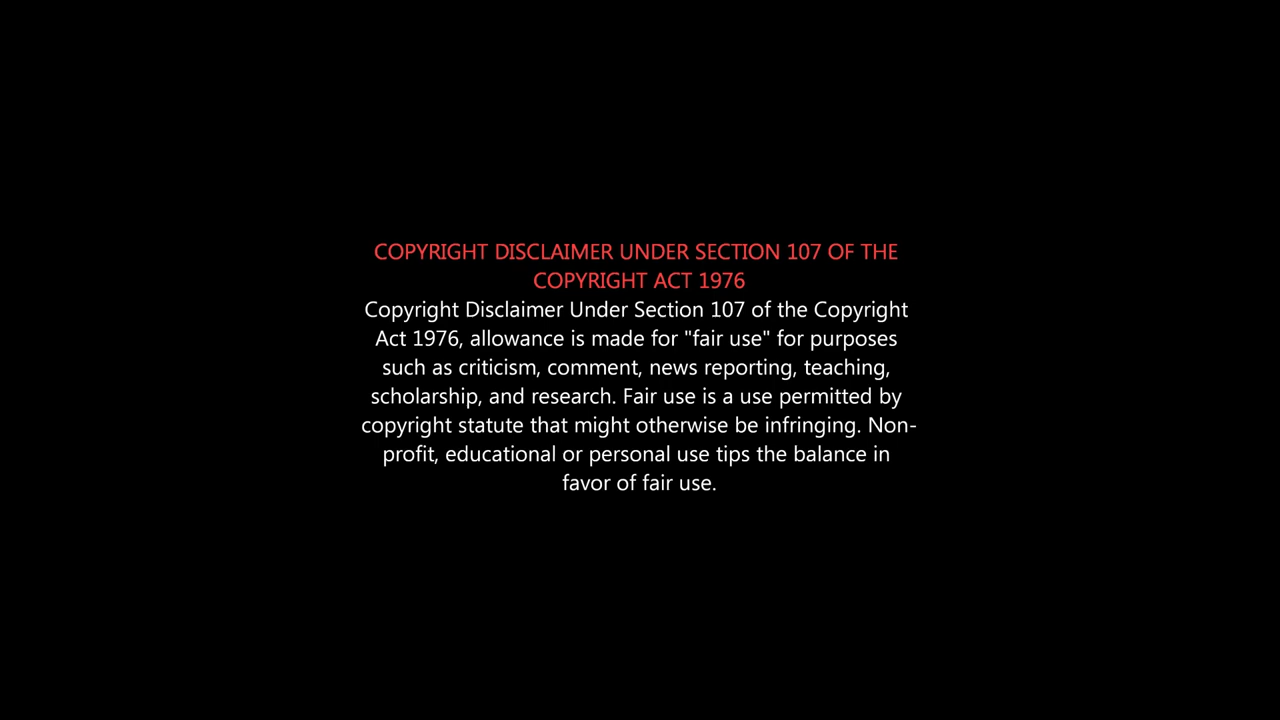 COPYRIGHT DISCLAIMER UNDER SECTION 107 OF THE
COPYRIGHT ACT 1976
Copyright Disclaimer Under Section 107 of the Copyright
Act 1976, allowance is made for "fair use" for purposes
such as criticism, comment, news reporting, teaching,
scholarship, and research. Fair use is a use permitted by
copyright statute that might otherwise be infringing. Non-
profit, educational or personal use tips the balance in
favor of fair use.